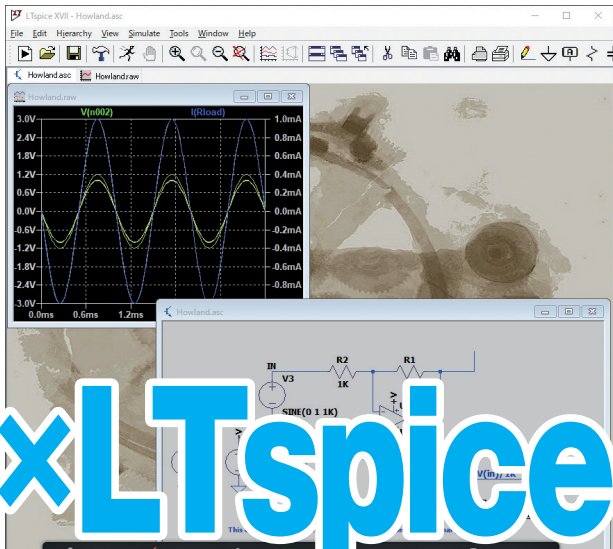 LTspice XVII - Howland.asc
File Edit Hierarchy View Simulate Tools Window Help
Howland.asc Howland.raw
Howland.raw
V(n002) I(Rload)
3.0V 1.0mA
2.4V 0.8mA
1.8V 0.6mA
1.2V 0.4mA
0.6V 0.2mA
0.0V 0.0mA
-0.6V -0.2mA
-1.2V -0.4mA
-1.8V -0.6mA
-2.4V -0.8mA
-3.0V
0.0ms 0.6ms 1.2ms
Howland.asc
IN R2 R1
V3 1K
SINE(0 1 1K) +V
V(in)/1K
This
×LTspice